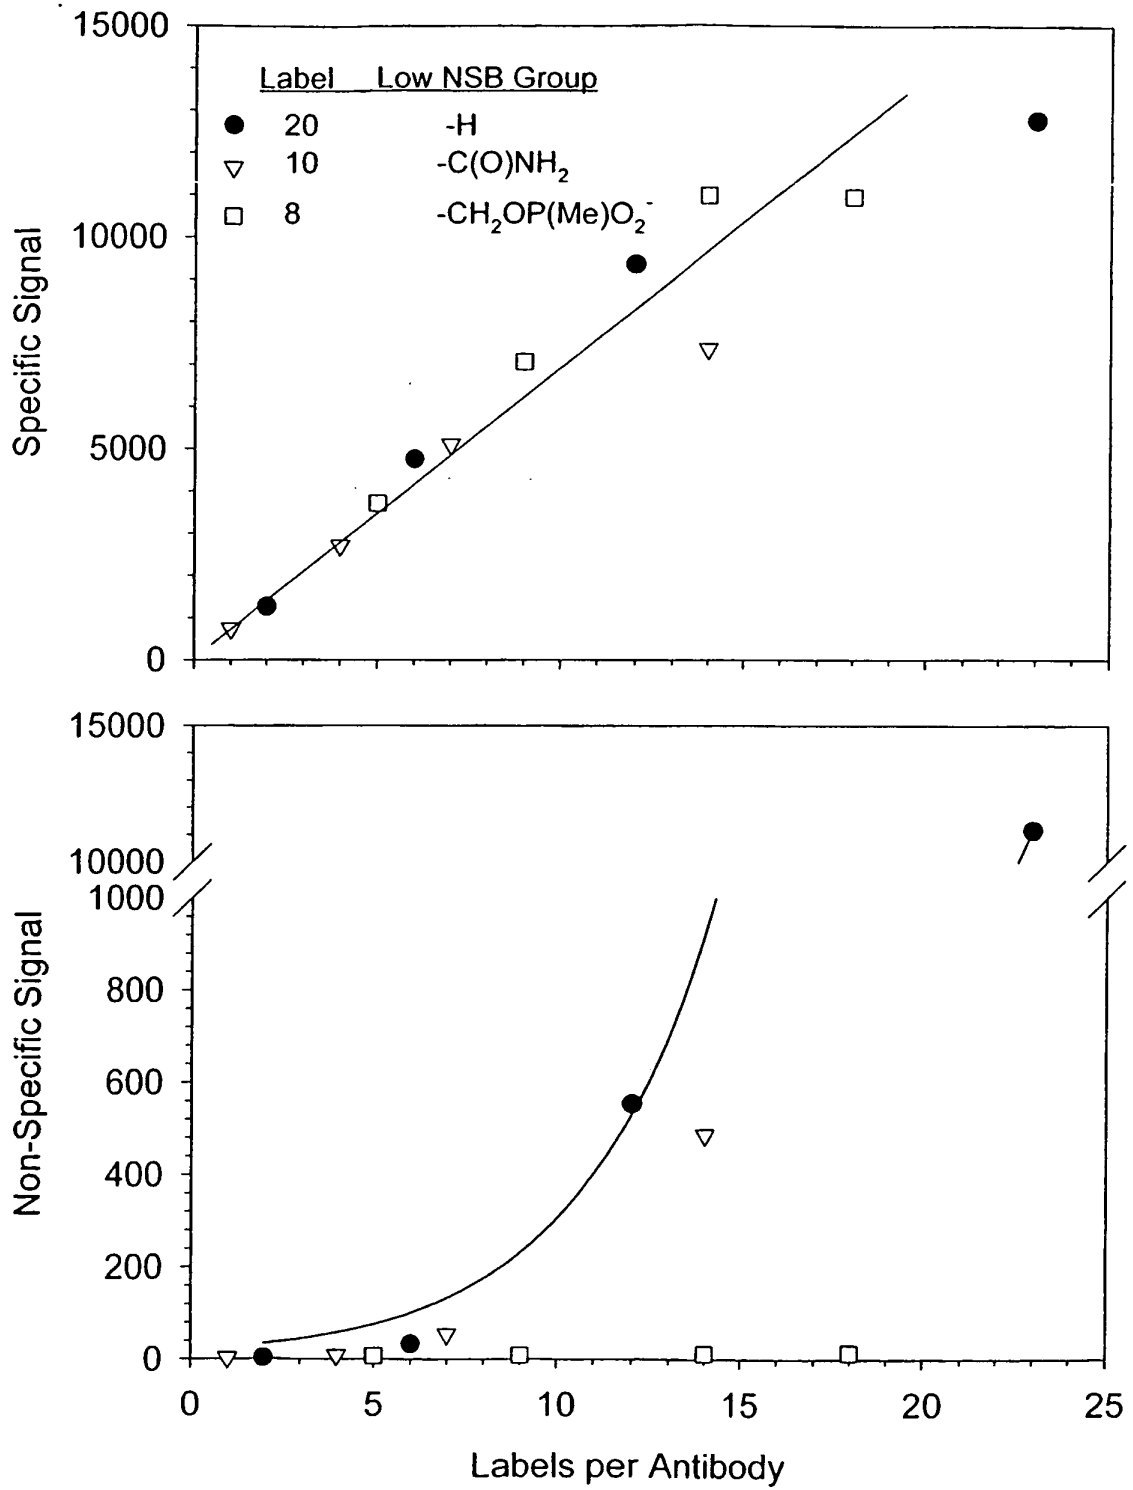 15000
Label Low NSB Group
20 -H
10 -C(O)NH2
8 -CH2OP(Me)O2-
10000
5000
0
Specific Signal
15000
10000
1000
800
600
400
200
0
Non-Specific Signal
0 5 10 15 20 25
Labels per Antibody